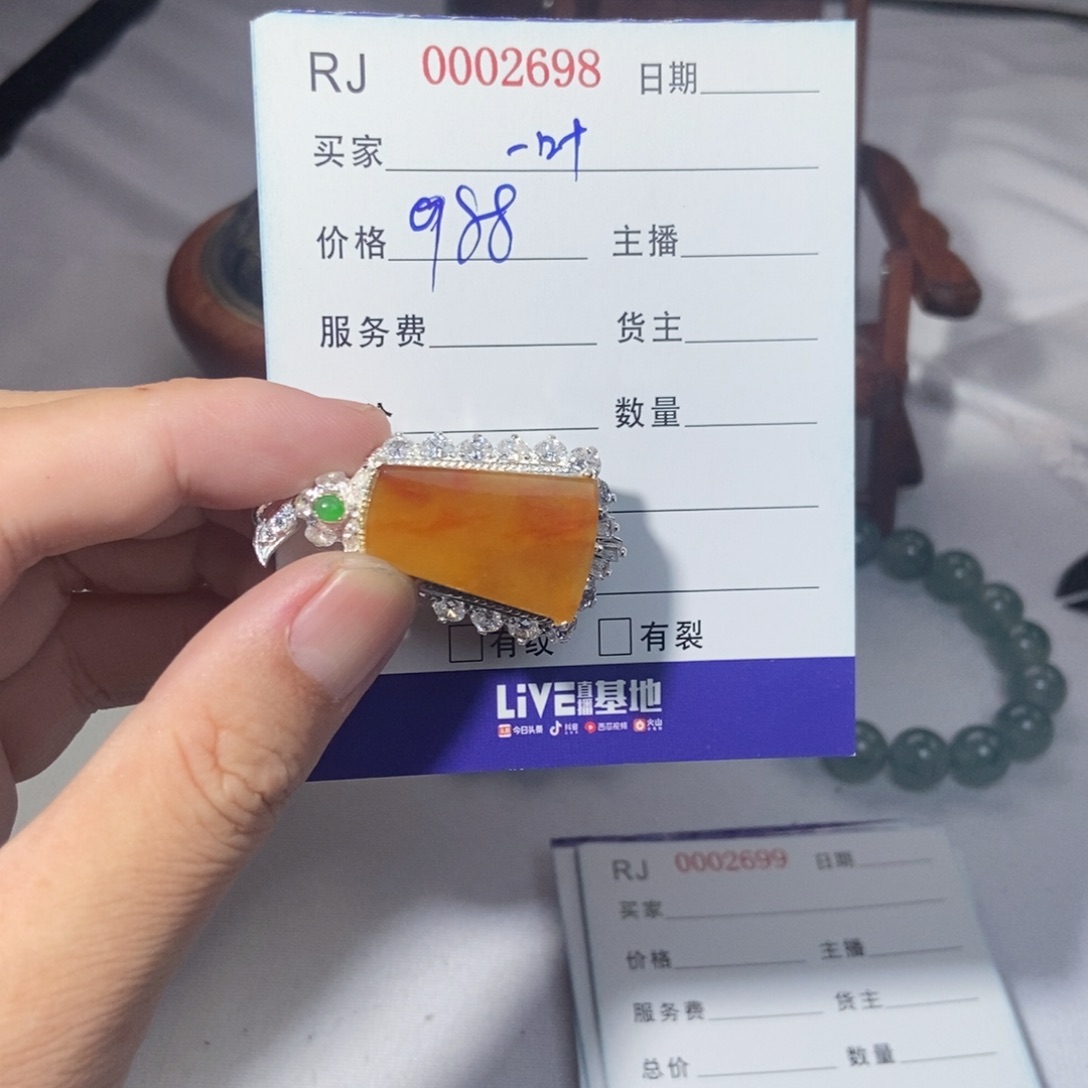 RJ 0002698 日期
买家 一叶
价格 988 主播
服务费 货主
数量
有纹 有裂
LiVE直播基地
今日头条 抖音 西瓜视频 火山
RJ 0002699 日期
买家
价格 主播
服务费 货主
总价 数量